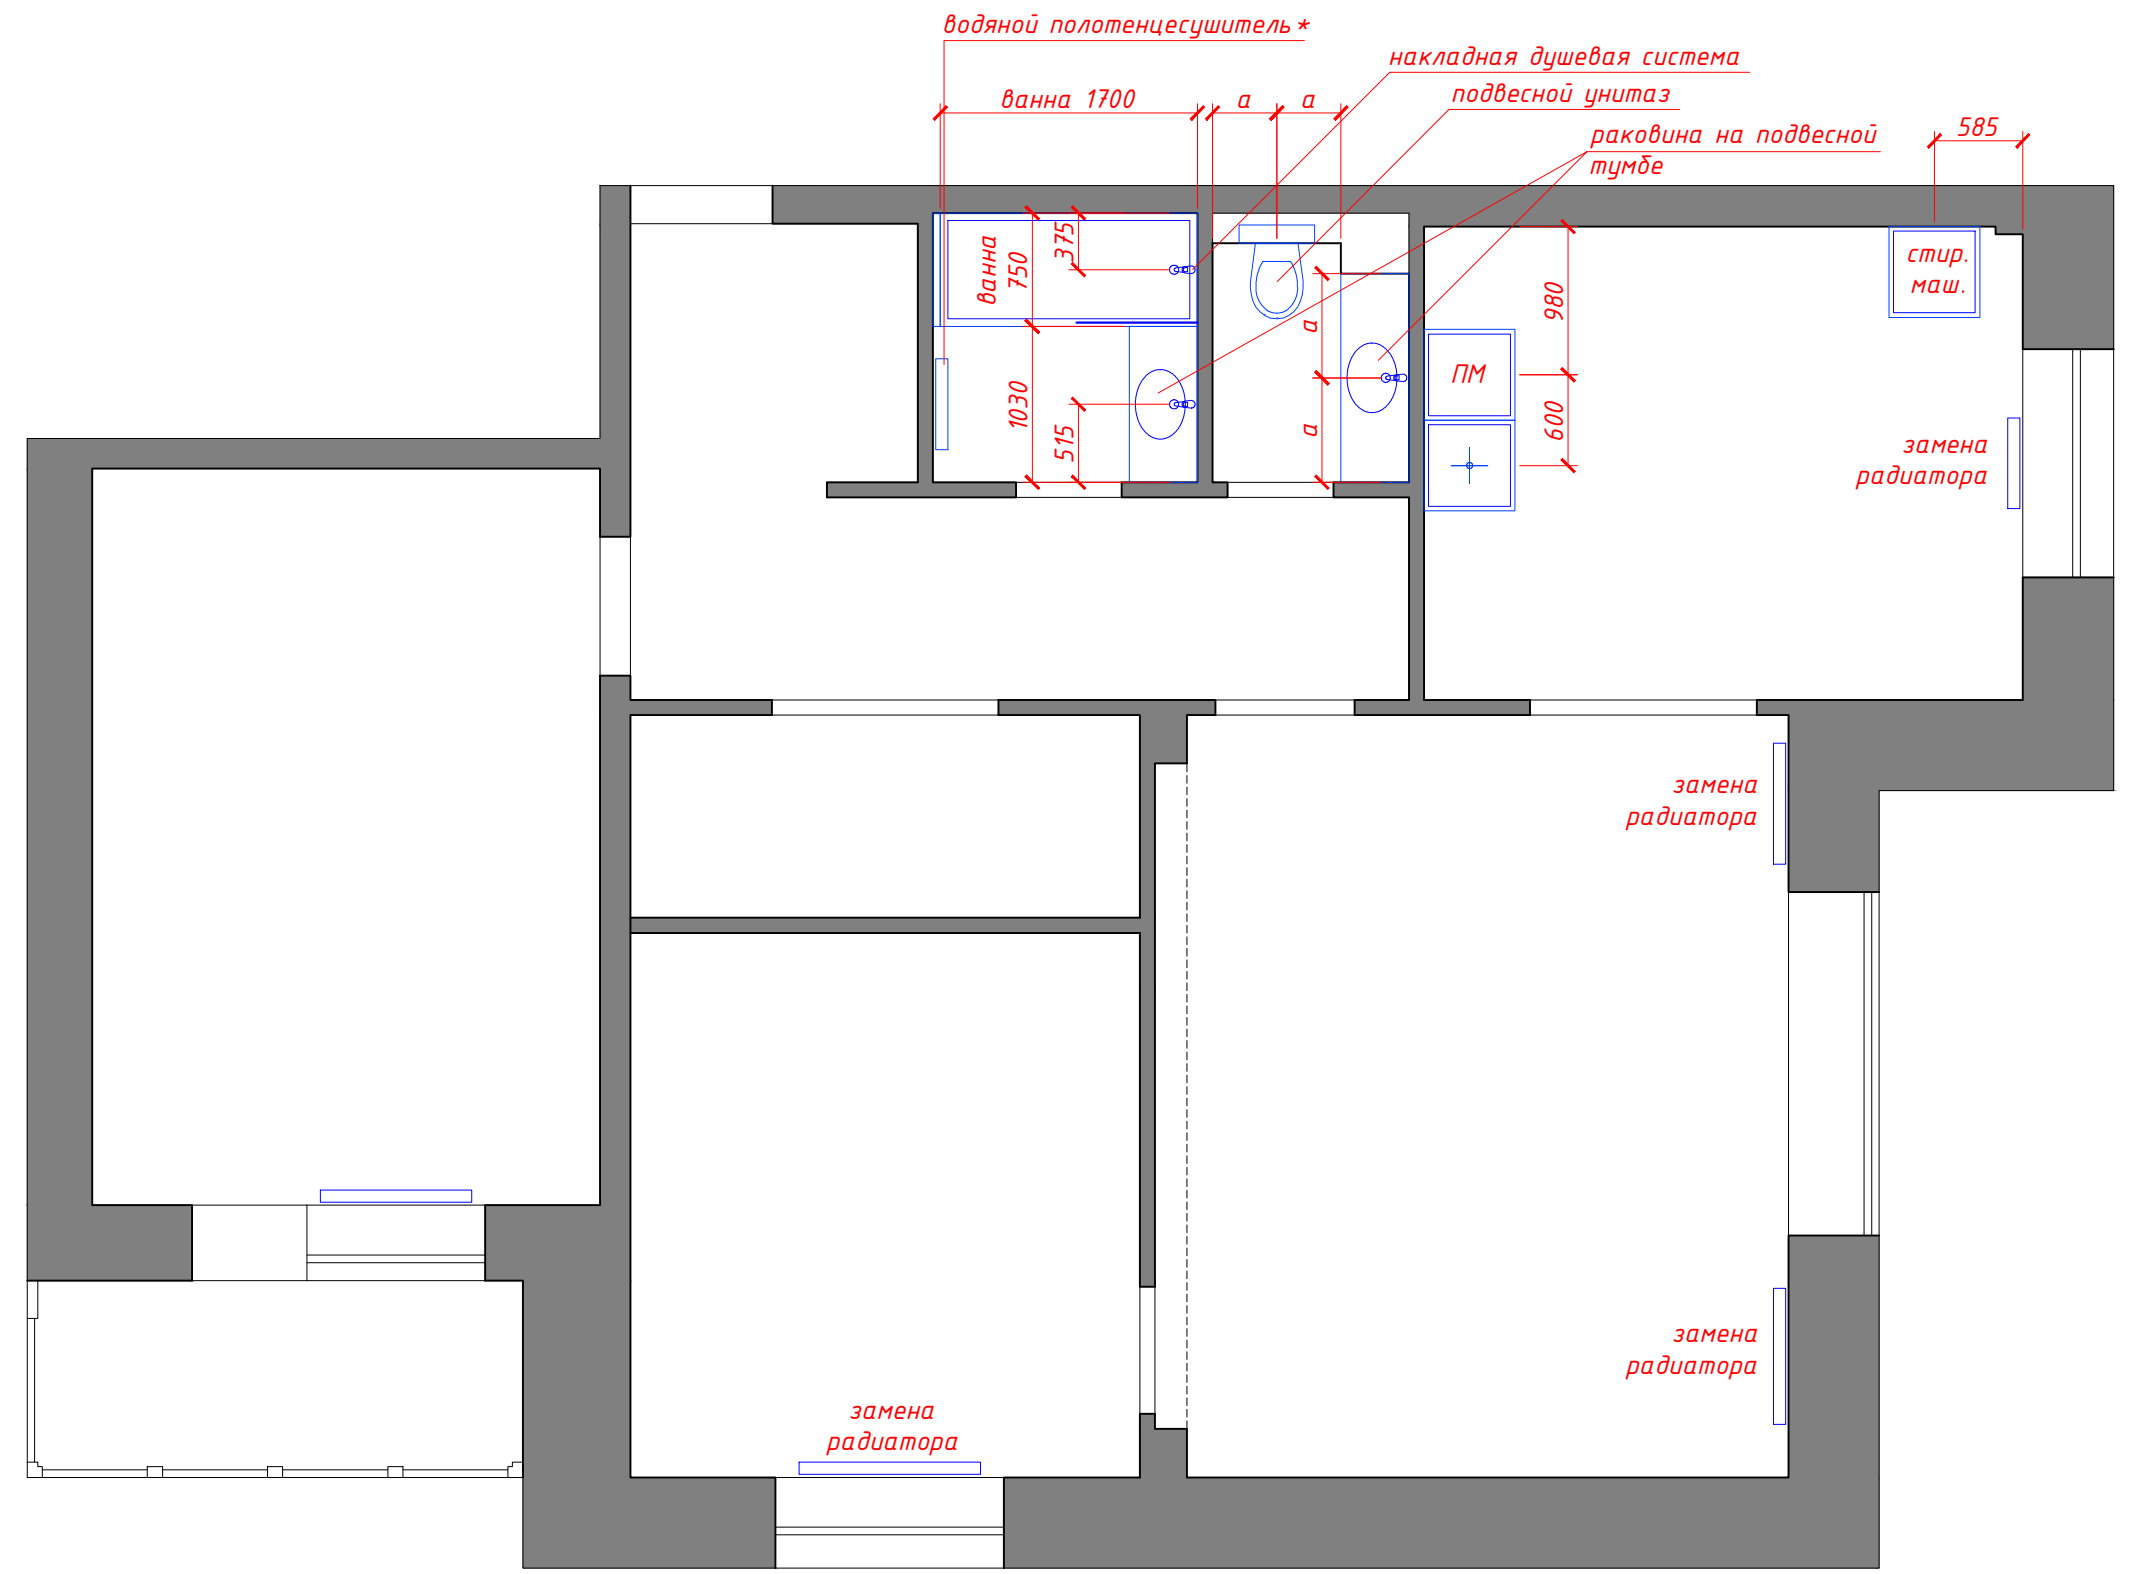 водяной полотенцесушитель*
накладная душевая система
ванна 1700
а
а
подвесной унитаз
585
раковина на подвесной
тумбе
ванна
750
375
1030
515
а
а
980
600
стир.
маш.
ПМ
замена
радиатора
замена
радиатора
замена
радиатора
замена
радиатора